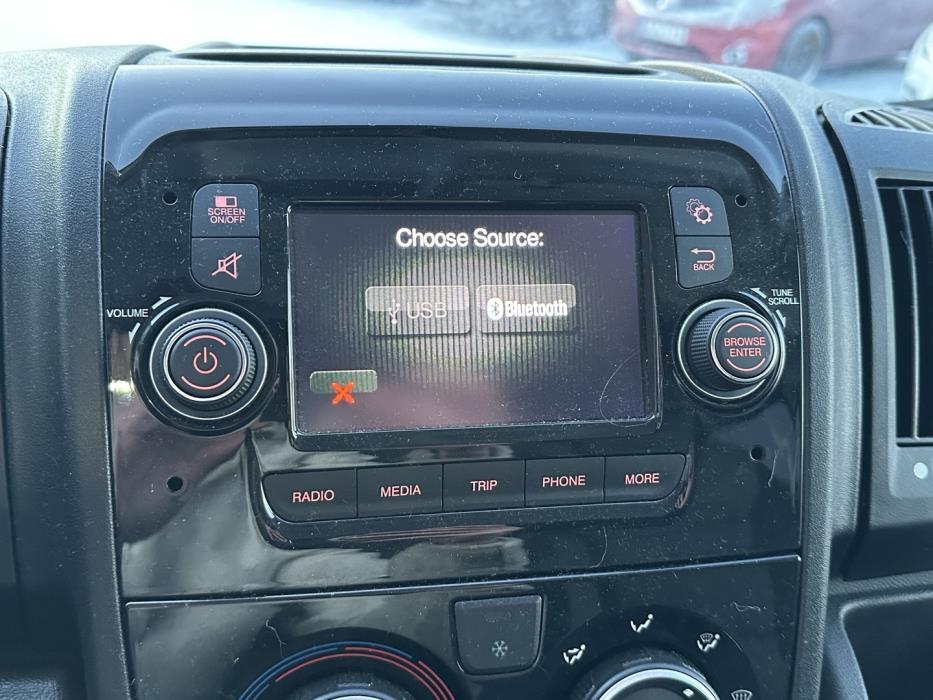 SCREEN
ON/OFF
Choose Source:
USB
Bluetooth
BACK
VOLUME
TUNE
SCROLL
BROWSE
ENTER
RADIO
MEDIA
TRIP
PHONE
MORE